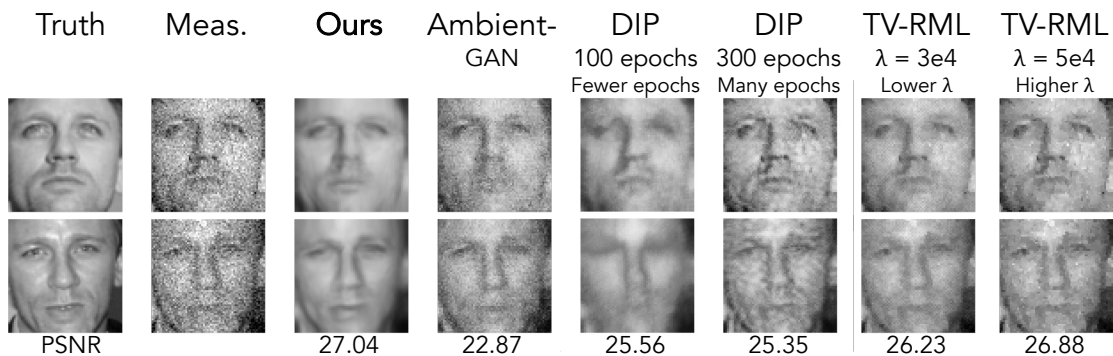 Truth Meas. Ours Ambient- DIP DIP TV-RML TV-RML
GAN 100 epochs 300 epochs λ = 3e4 λ = 5e4
Fewer epochs Many epochs Lower λ Higher λ
PSNR 27.04 22.87 25.56 25.35 26.23 26.88